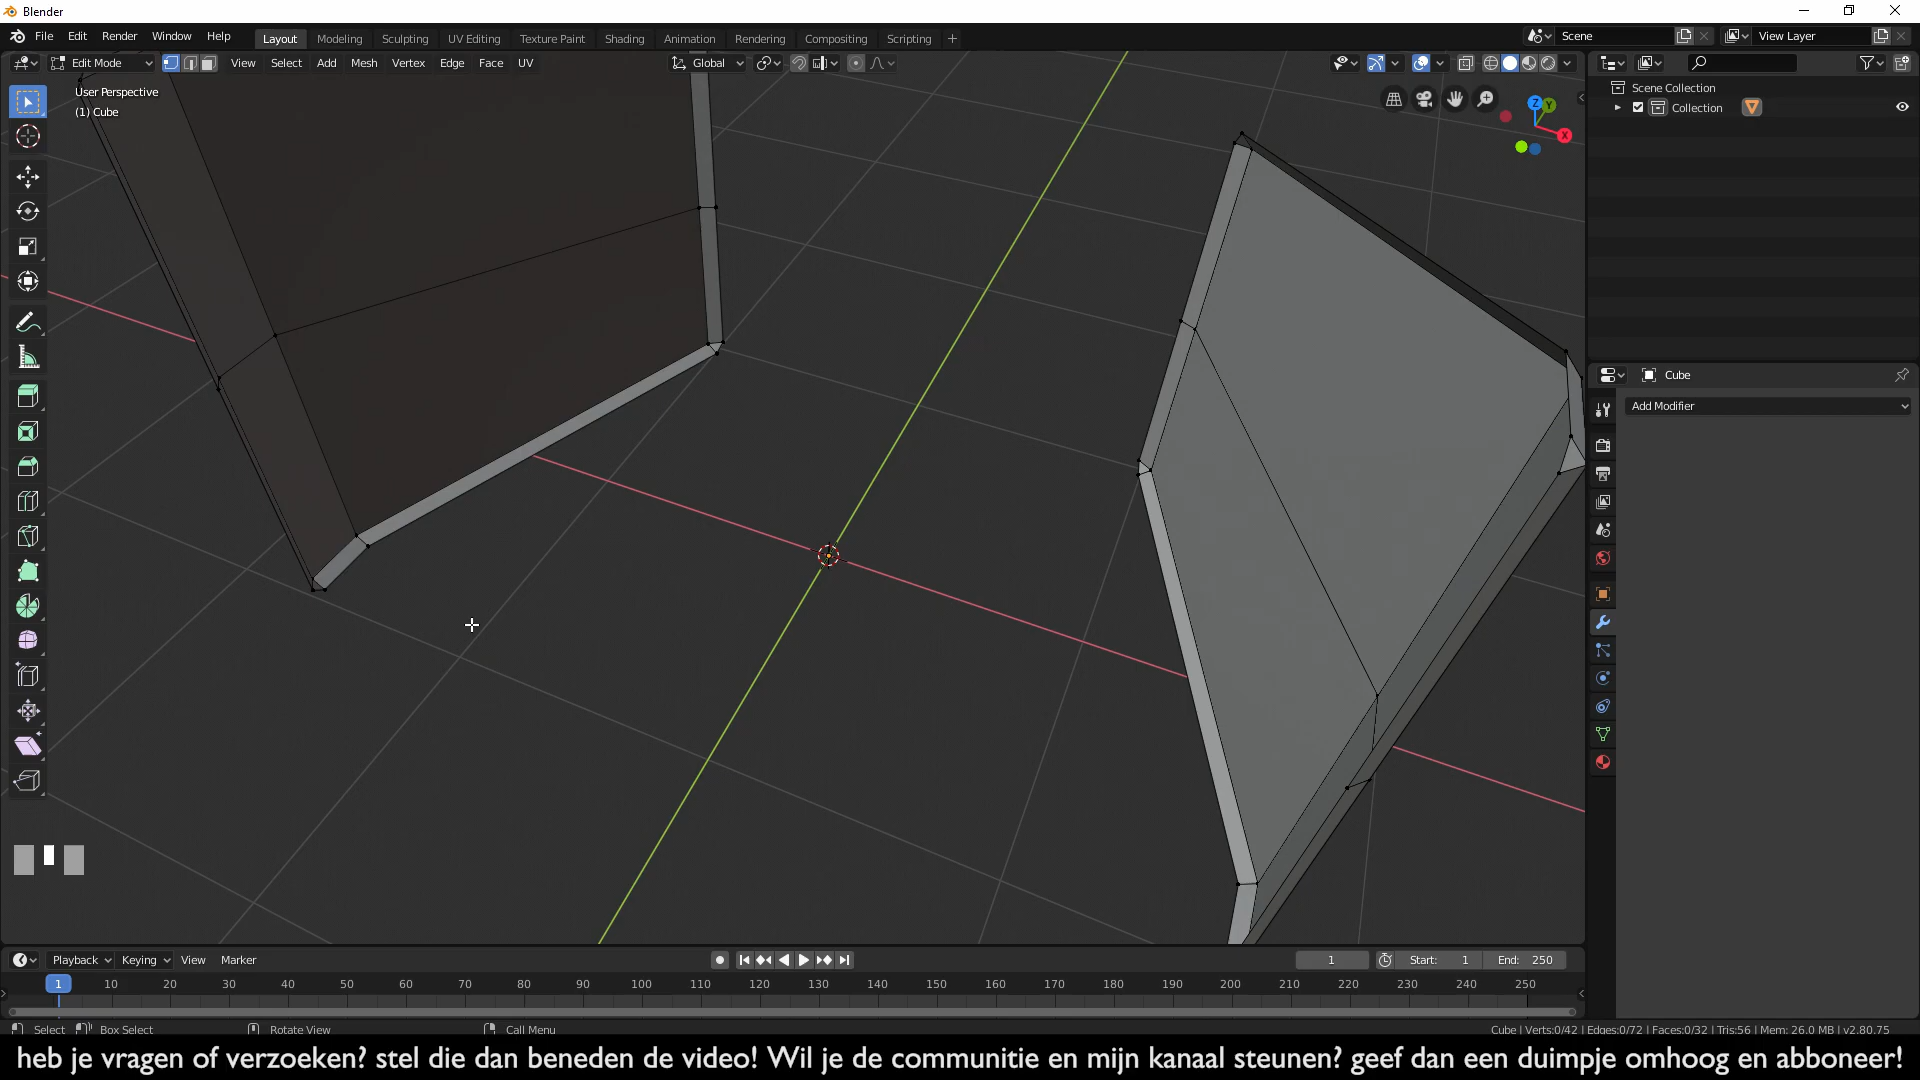 Blender
File Edit Render Window Help
Layout Modeling Sculpting UV Editing Texture Paint Shading Animation Rendering Compositing Scripting
Scene
View Layer
Edit Mode
View Select Add Mesh Vertex Edge Face UV
Global
User Perspective
(1) Cube
Z Y X
Scene Collection
Collection
Cube
Add Modifier
Playback Keying View Marker
1
Start: 1
End: 250
1 10 20 30 40 50 60 70 80 90 100 110 120 130 140 150 160 170 180 190 200 210 220 230 240 250
Select Box Select Rotate View Call Menu
Cube | Verts:0/42 | Edges:0/72 | Faces:0/32 | Tris:56 | Mem: 26.0 MB | v2.80.75
heb je vragen of verzoeken? stel die dan beneden de video! Wil je de communitie en mijn kanaal steunen? geef dan een duimpje omhoog en abboneer!